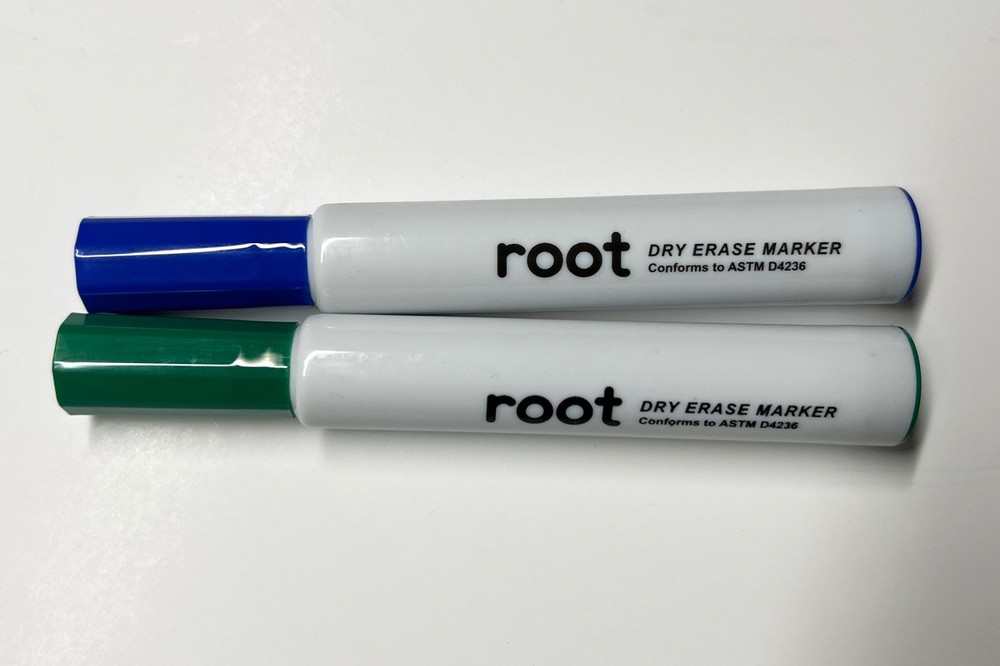 root DRY ERASE MARKER
Conforms to ASTM D4236
root DRY ERASE MARKER
Conforms to ASTM D4236